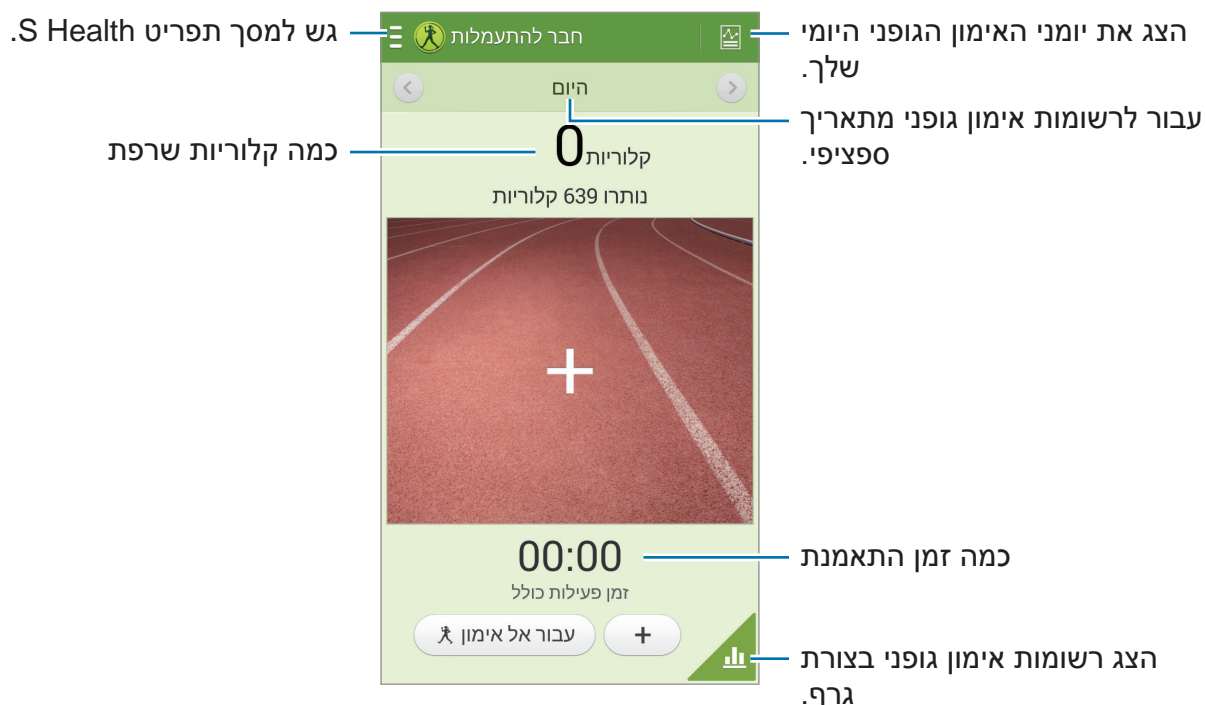 הצג את יומני האימון הגופני היומי
שלך.
חבר להתעמלות
גש למסך תפריט S Health.
היום
עבור לרשומות אימון גופני מתאריך
ספציפי.
0 קלוריות
כמה קלוריות שרפת
נותרו 639 קלוריות
00:00
כמה זמן התאמנת
זמן פעילות כולל
+
עבור אל אימון
הצג רשומות אימון גופני בצורת
גרף.